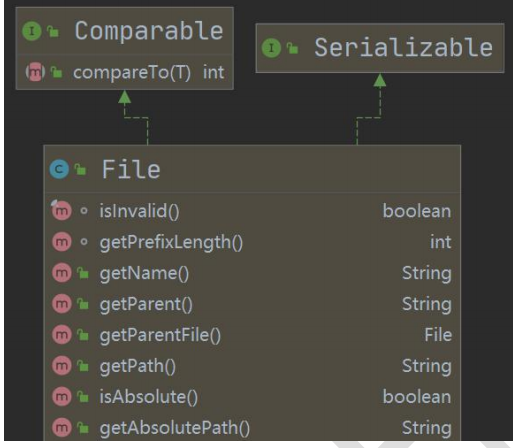 Comparable
compareTo(T) int
Serializable
File
isInvalid() boolean
getPrefixLength() int
getName() String
getParent() String
getParentFile() File
getPath() String
isAbsolute() boolean
getAbsolutePath() String